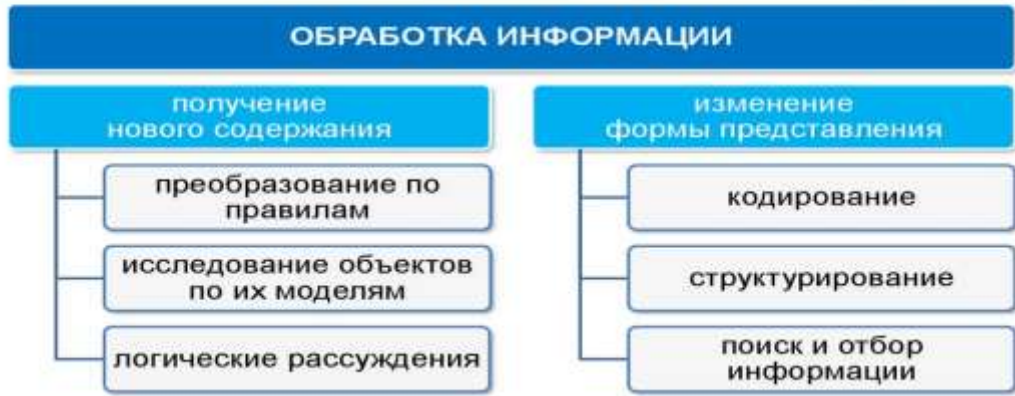 ОБРАБОТКА ИНФОРМАЦИИ
получение
нового содержания
преобразование по
правилам
исследование объектов
по их моделям
логические рассуждения
изменение
формы представления
кодирование
структурирование
поиск и отбор
информации